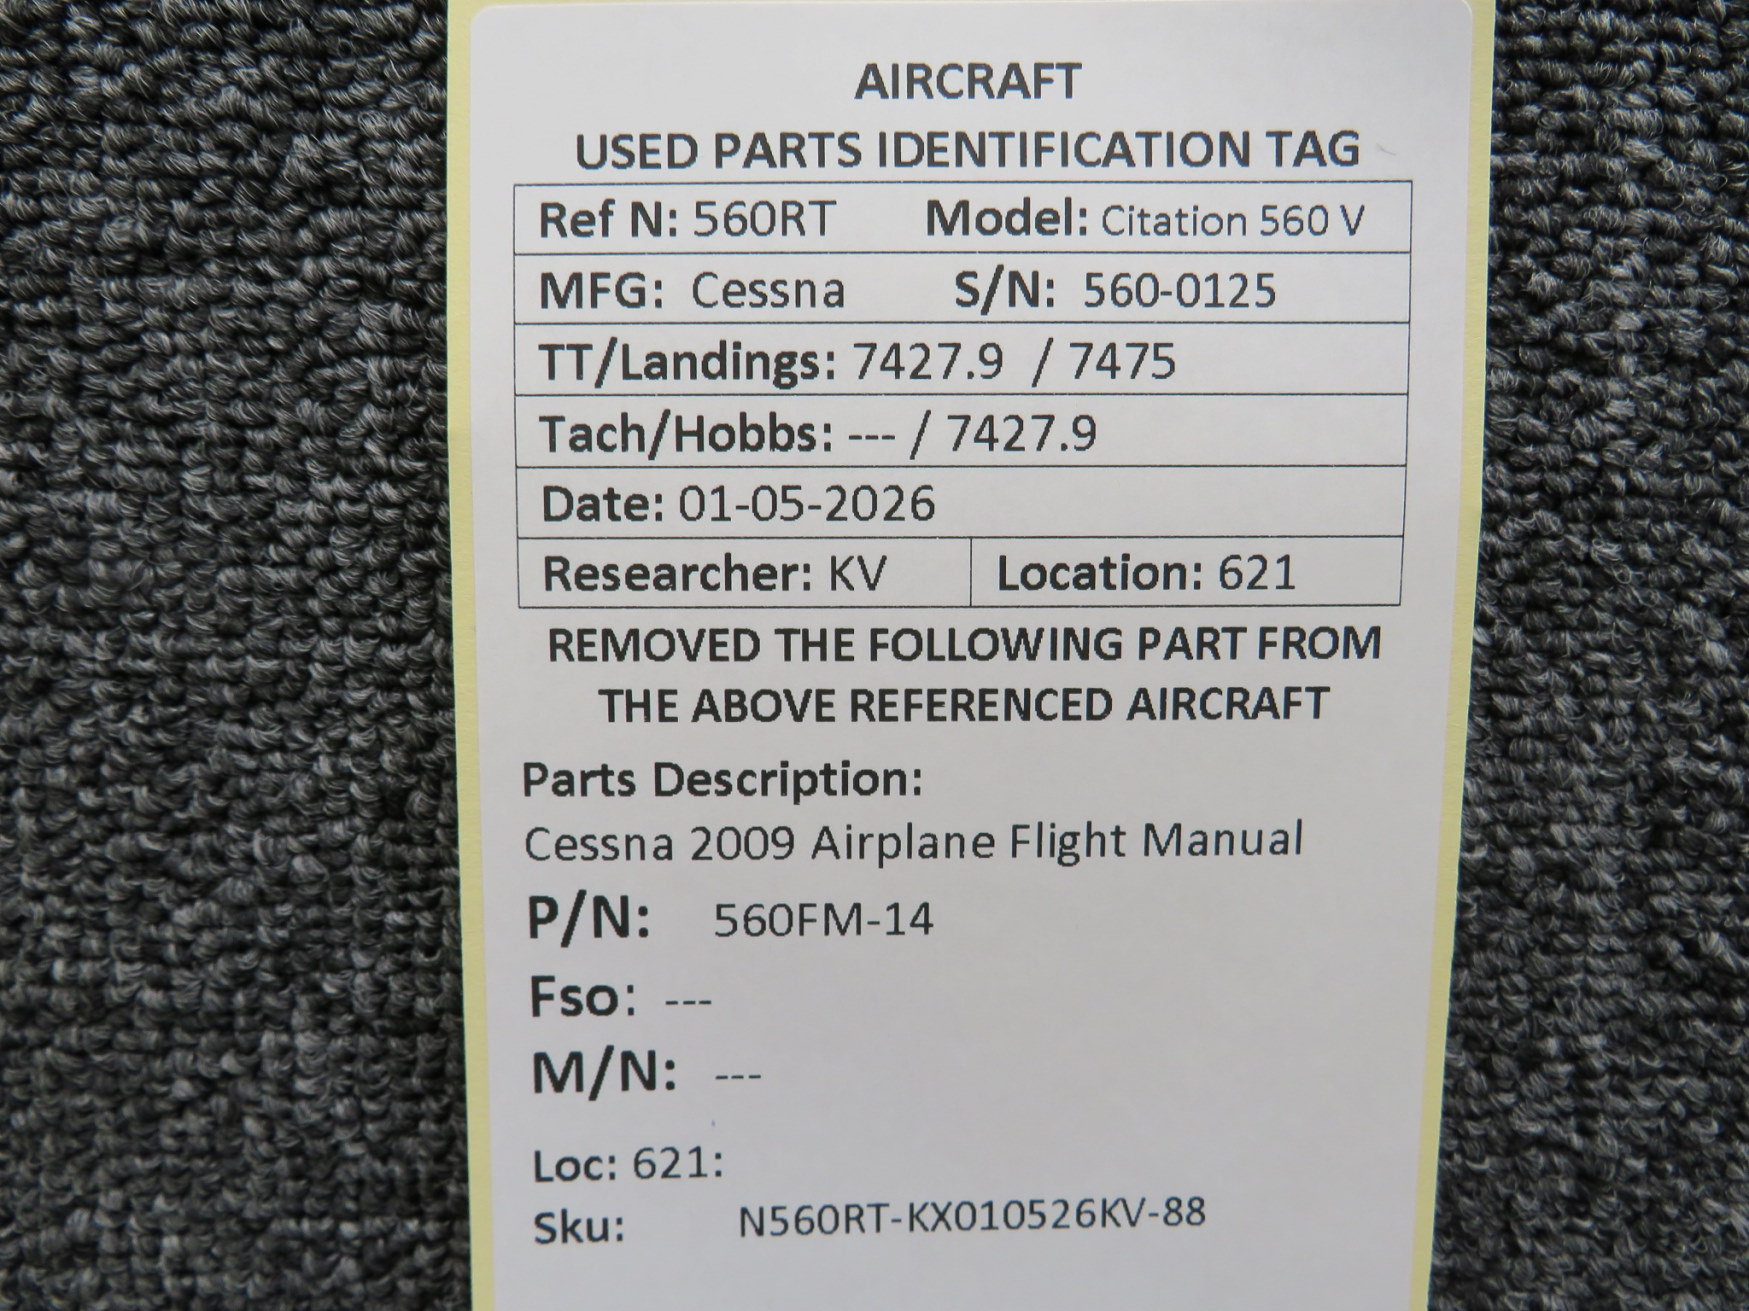 AIRCRAFT
USED PARTS IDENTIFICATION TAG
Ref N: 560RT Model: Citation 560 V
MFG: Cessna S/N: 560-0125
TT/Landings: 7427.9 / 7475
Tach/Hobbs: --- / 7427.9
Date: 01-05-2026
Researcher: KV Location: 621
REMOVED THE FOLLOWING PART FROM
THE ABOVE REFERENCED AIRCRAFT
Parts Description:
Cessna 2009 Airplane Flight Manual
P/N: 560FM-14
Fso: ---
M/N: ---
Loc: 621:
Sku: N560RT-KX010526KV-88